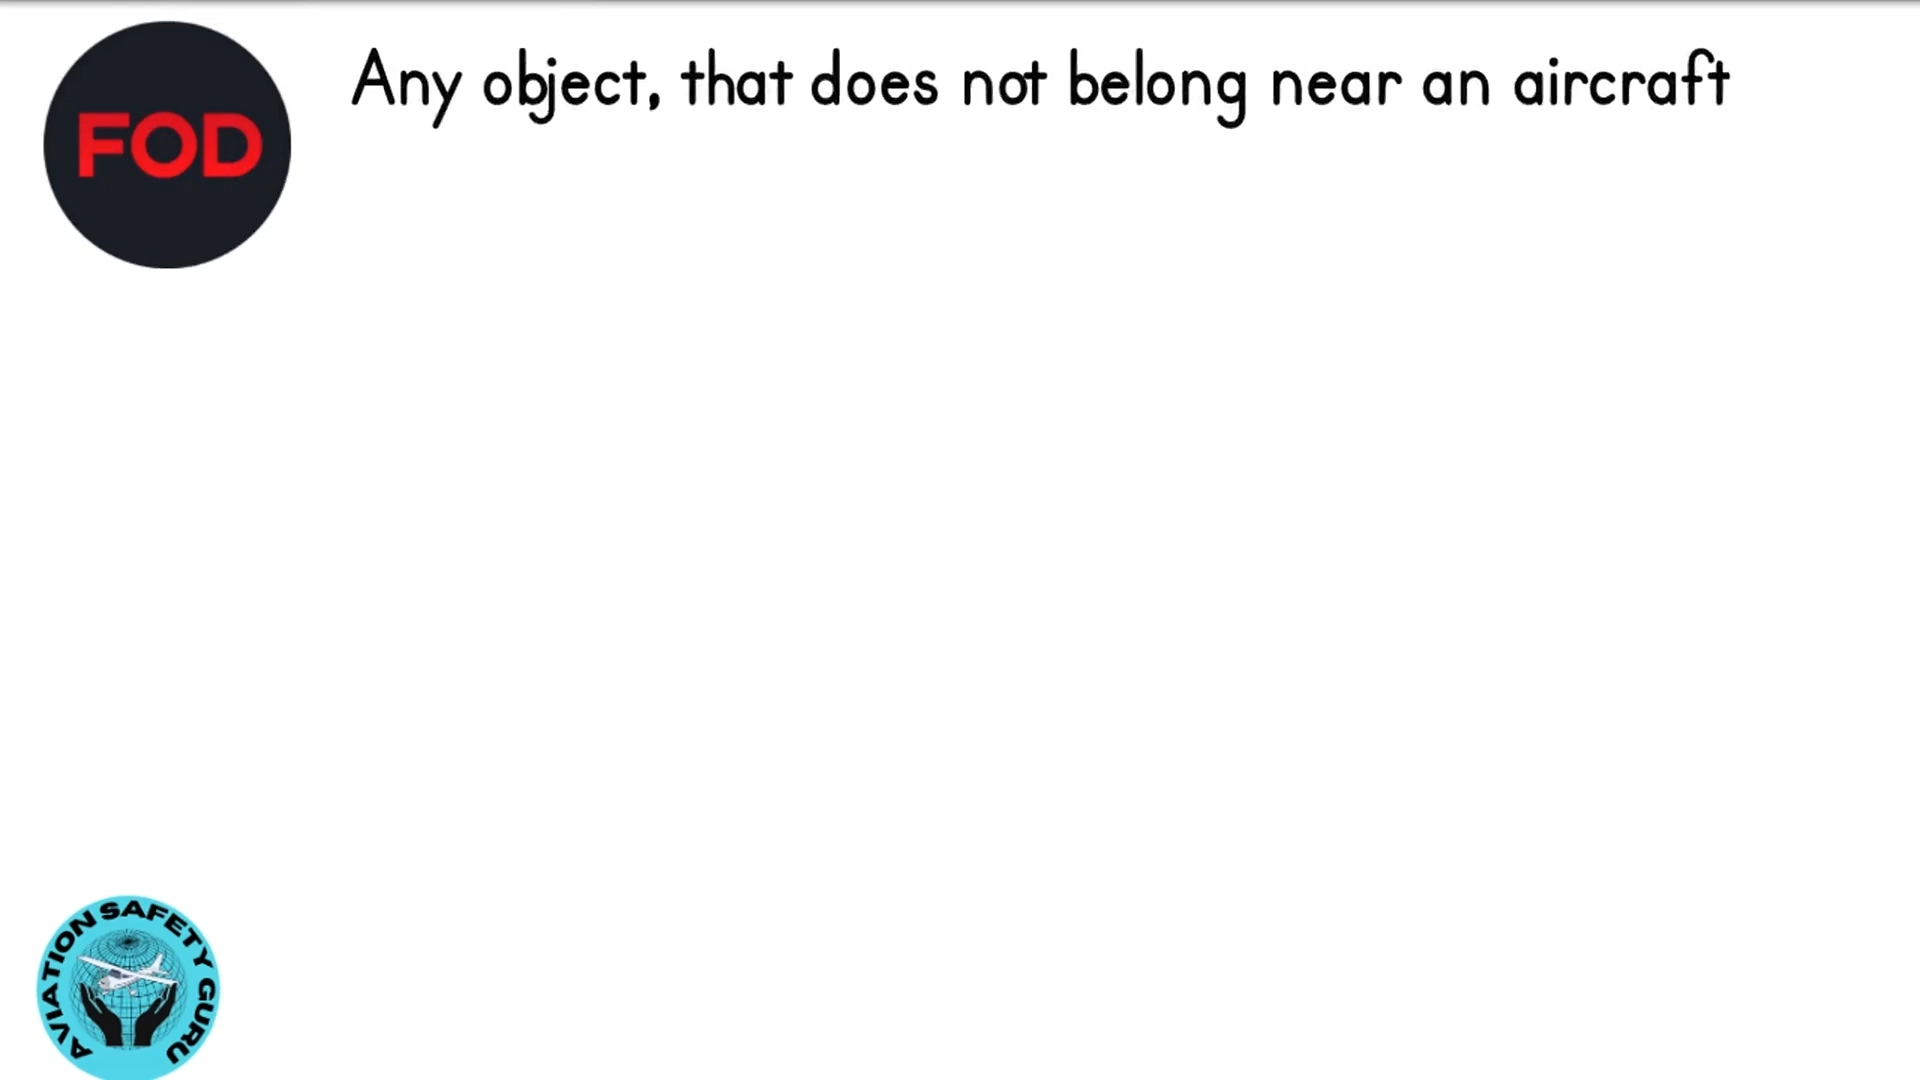 FOD
Any object, that does not belong near an aircraft
AVIATION SAFETY GURU